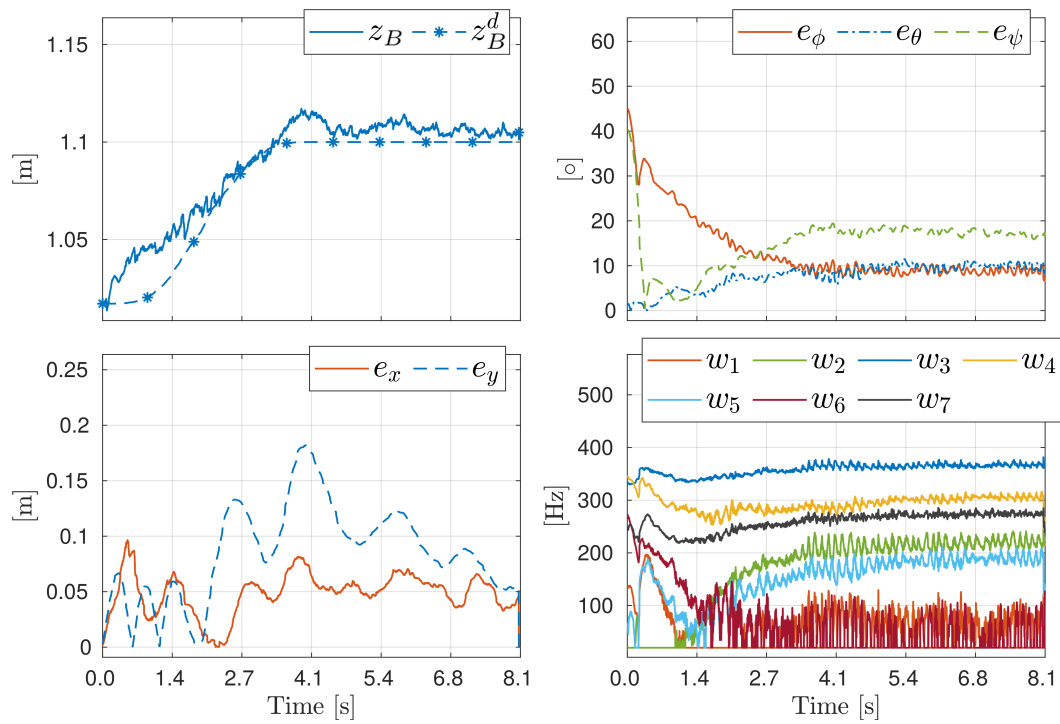 z_B z_B^d
1.15
1.1
1.05
[m]
e_ϕ e_θ e_ψ
60
50
40
30
20
10
0
[○]
e_x e_y
0.25
0.2
0.15
0.1
0.05
0
[m]
0.0 1.4 2.7 4.1 5.4 6.8 8.1
Time [s]
w_1 w_2 w_3 w_4
w_5 w_6 w_7
500
400
300
200
100
[Hz]
0.0 1.4 2.7 4.1 5.4 6.8 8.1
Time [s]